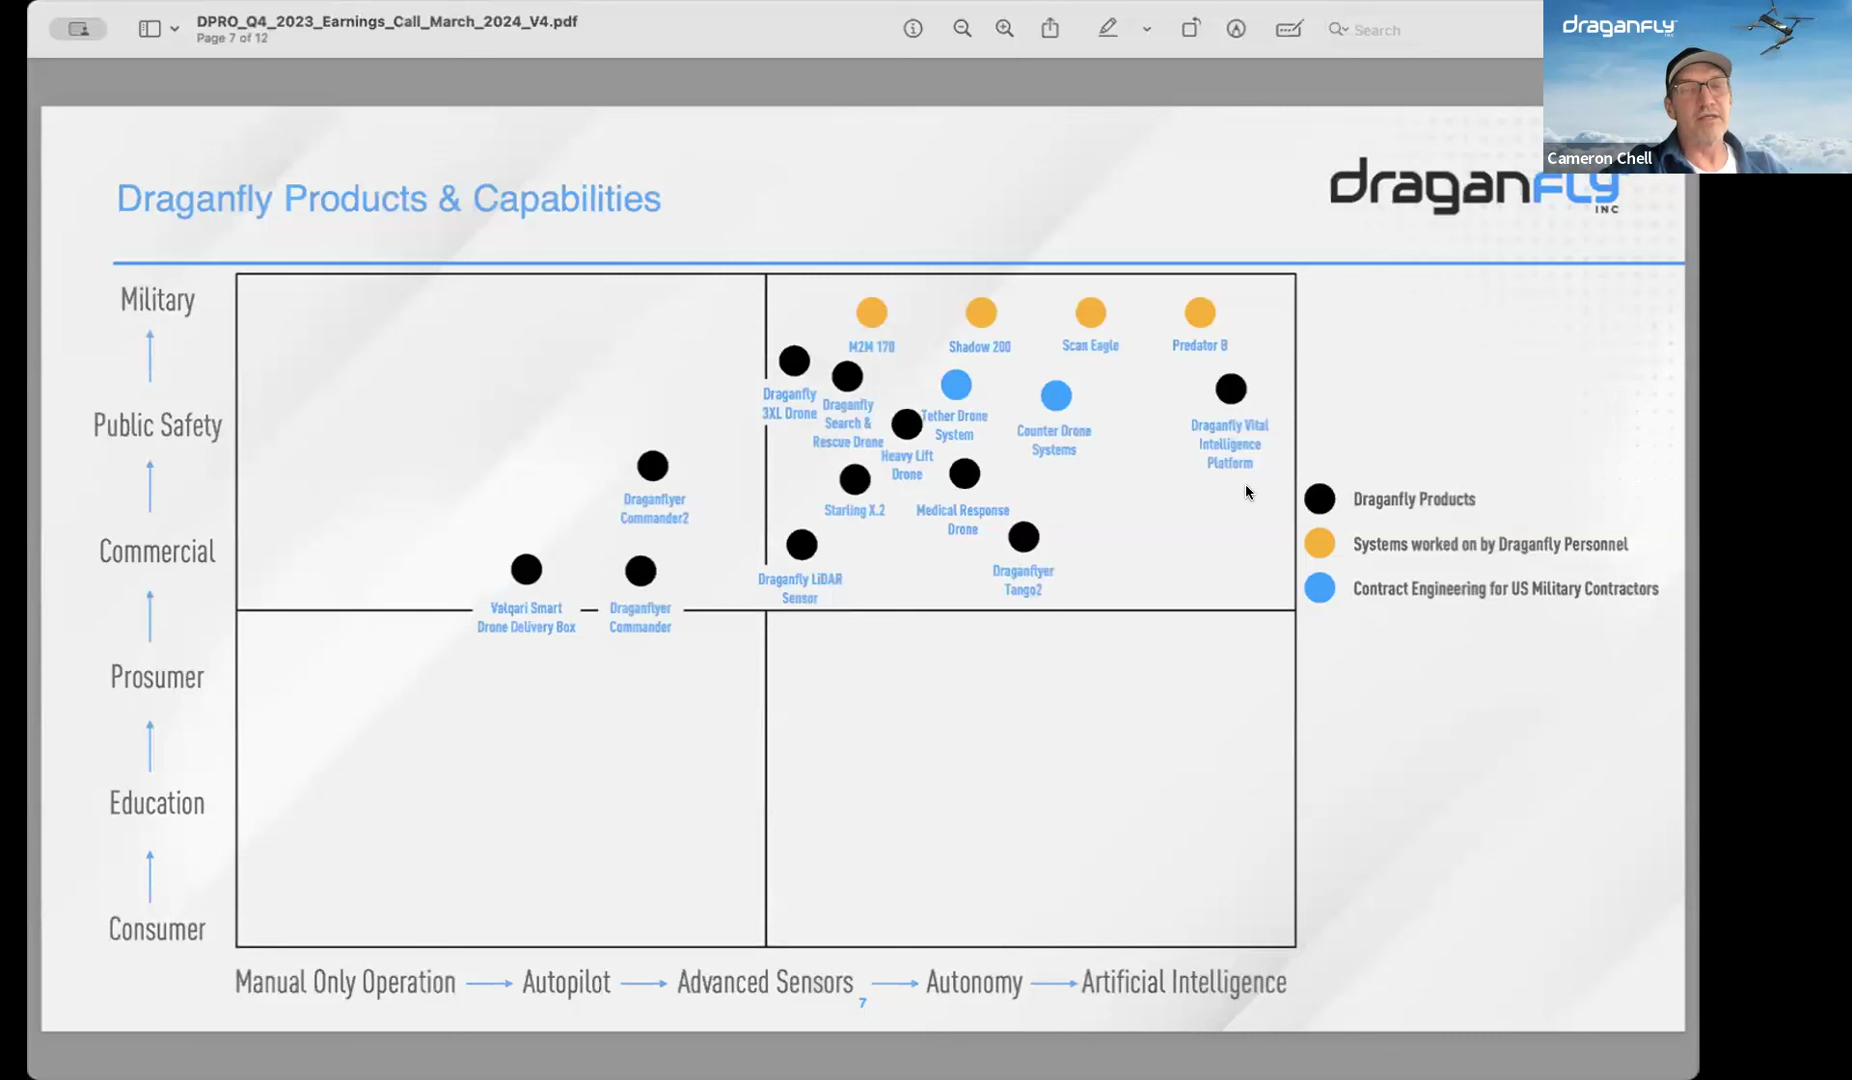 DPRO_Q4_2023_Earnings_Call_March_2024_V4.pdf
Page 7 of 12
Search
draganfly
INC
Cameron Chell
Draganfly Products & Capabilities
draganfly
INC
Military
Public Safety
Commercial
Prosumer
Education
Consumer
M2M 170
Shadow 200
Scan Eagle
Predator B
Draganfly
3XL Drone
Draganfly
Search &
Rescue Drone
Tether Drone
System
Counter Drone
Systems
Draganfly Vital
Intelligence
Platform
Heavy Lift
Drone
Draganflyer
Commander2
Starling X.2
Medical Response
Drone
Draganfly LiDAR
Sensor
Draganflyer
Tango2
Valqari Smart
Drone Delivery Box
Draganflyer
Commander
Draganfly Products
Systems worked on by Draganfly Personnel
Contract Engineering for US Military Contractors
Manual Only Operation
Autopilot
Advanced Sensors
Autonomy
Artificial Intelligence
7